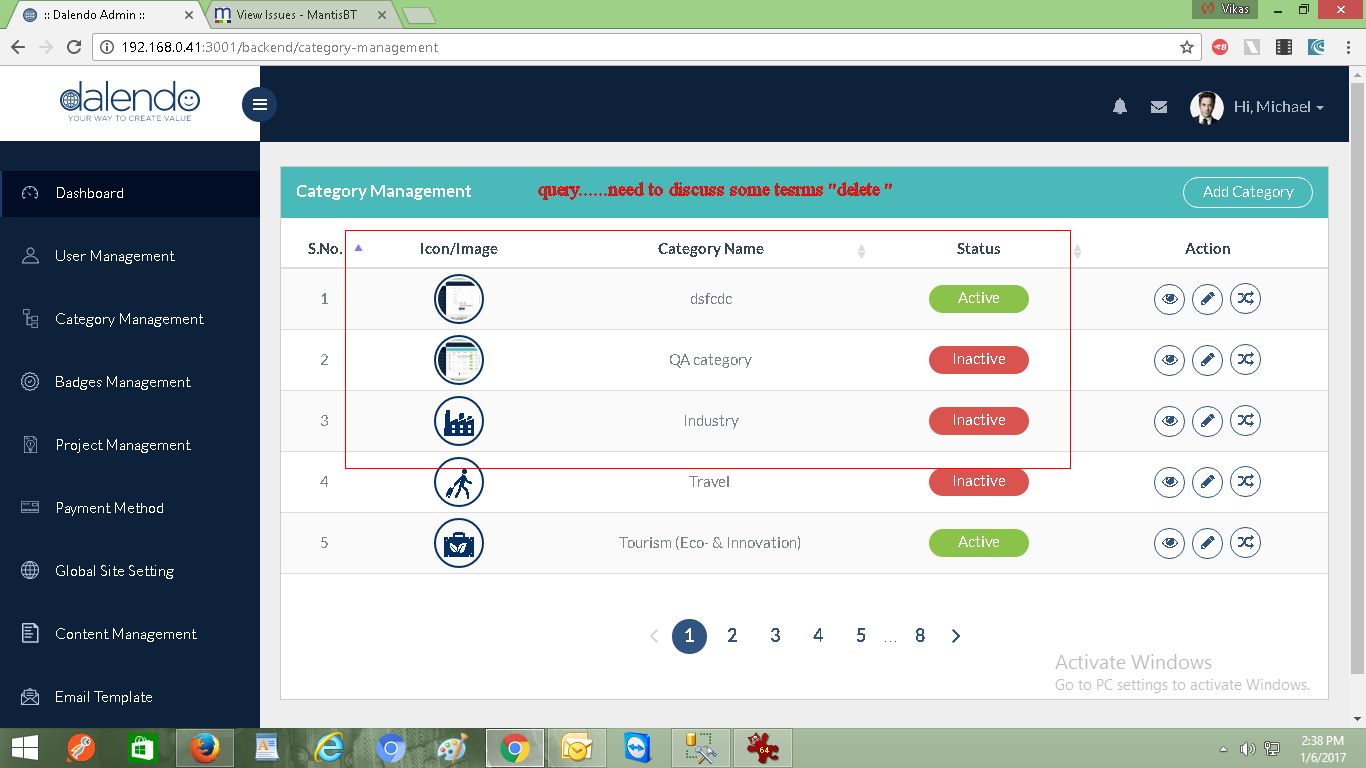 :: Dalendo Admin ::
View Issues - MantisBT
Vikas
192.168.0.41:3001/backend/category-management
dalendo
YOUR WAY TO CREATE VALUE
Hi, Michael
Dashboard
User Management
Category Management
Badges Management
Project Management
Payment Method
Global Site Setting
Content Management
Email Template
Category Management
query......need to discuss some tesrms "delete "
Add Category
S.No. Icon/Image Category Name Status Action
1 dsfcdc Active
2 QA category Inactive
3 Industry Inactive
4 Travel Inactive
5 Tourism (Eco- & Innovation) Active
1 2 3 4 5 ... 8
Activate Windows
Go to PC settings to activate Windows.
64
2:38 PM
1/6/2017